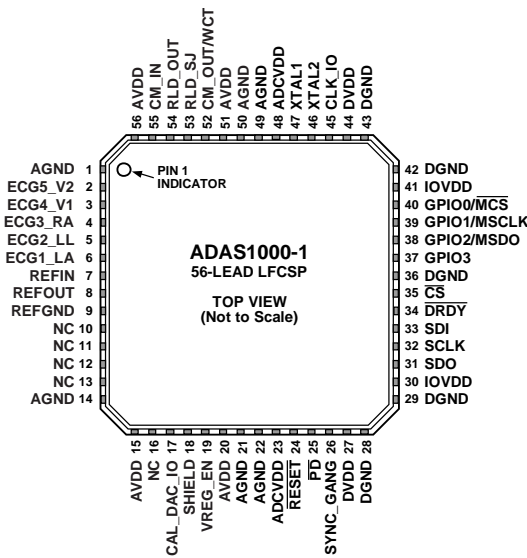 56 AVDD
55 CM_IN
54 RLD_OUT
53 RLD_SJ
52 CM_OUT/WCT
51 AVDD
50 AGND
49 AGND
48 ADCVDD
47 XTAL1
46 XTAL2
45 CLK_IO
44 DVDD
43 DGND
AGND 1
ECG5_V2 2
ECG4_V1 3
ECG3_RA 4
ECG2_LL 5
ECG1_LA 6
REFIN 7
REFOUT 8
REFGND 9
NC 10
NC 11
NC 12
NC 13
AGND 14
PIN 1
INDICATOR
ADAS1000-1
56-LEAD LFCSP
TOP VIEW
(Not to Scale)
42 DGND
41 IOVDD
40 GPIO0/MCS
39 GPIO1/MSCLK
38 GPIO2/MSDO
37 GPIO3
36 DGND
35 CS
34 DRDY
33 SDI
32 SCLK
31 SDO
30 IOVDD
29 DGND
AVDD 15
NC 16
CAL_DAC_IO 17
SHIELD 18
VREG_EN 19
AVDD 20
AGND 21
AGND 22
ADCVDD 23
RESET 24
PD 25
SYNC_GANG 26
DVDD 27
DGND 28